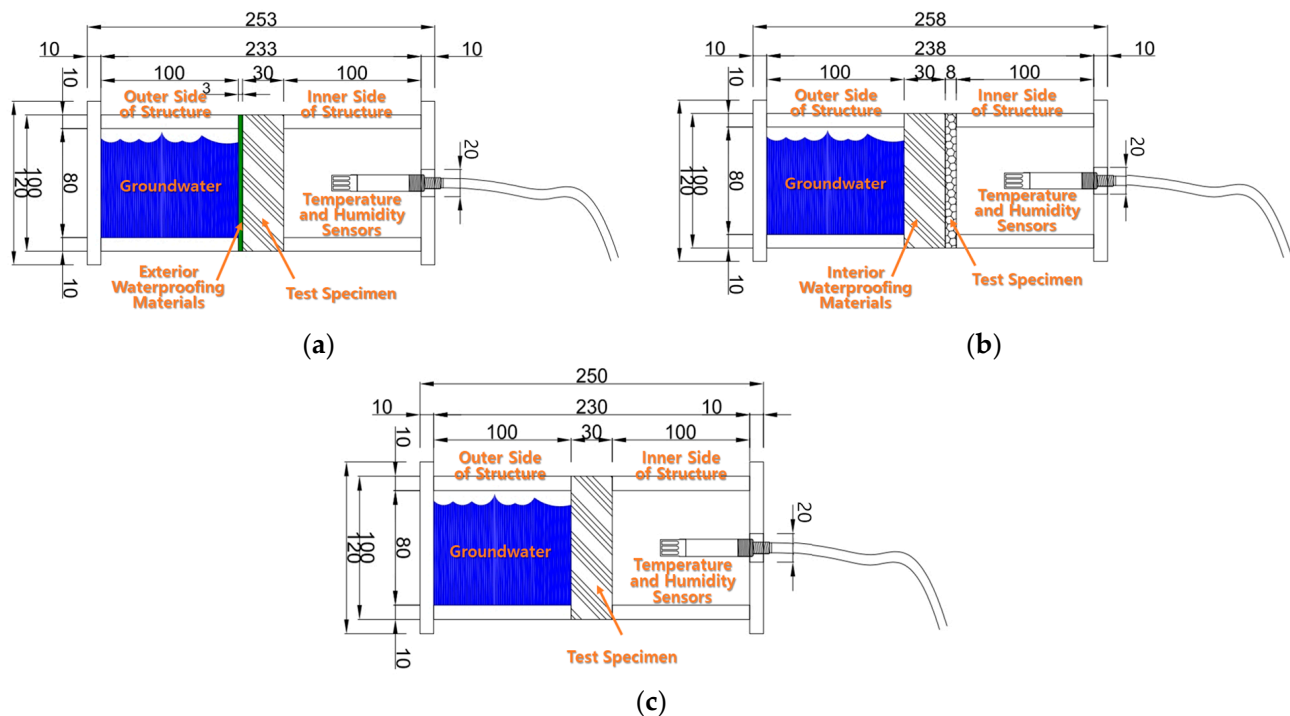 253
10
233
10
100
3
30
100
10
Outer Side
of Structure
Inner Side
of Structure
120
100
80
20
Groundwater
Temperature
and Humidity
Sensors
10
Exterior
Waterproofing
Materials
Test Specimen
(a)
258
10
238
10
100
30
8
100
10
Outer Side
of Structure
Inner Side
of Structure
120
100
80
20
Groundwater
Temperature
and Humidity
Sensors
10
Interior
Waterproofing
Materials
Test Specimen
(b)
250
10
230
10
100
30
100
10
Outer Side
of Structure
Inner Side
of Structure
120
100
80
20
Groundwater
Temperature
and Humidity
Sensors
10
Test Specimen
(c)